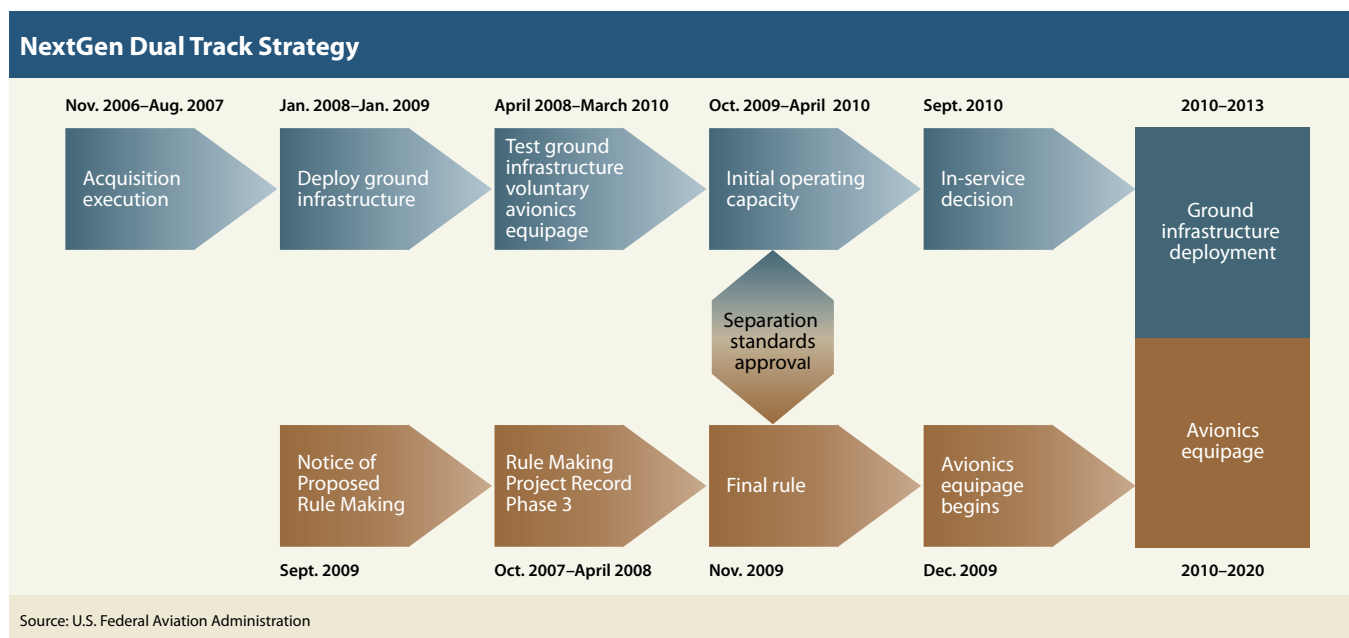 NextGen Dual Track Strategy
Nov. 2006–Aug. 2007
Jan. 2008–Jan. 2009
April 2008–March 2010
Oct. 2009–April 2010
Sept. 2010
2010–2013
Acquisition
execution
Deploy ground
infrastructure
Test ground
infrastructure
voluntary
avionics
equipage
Initial operating
capacity
In-service
decision
Ground
infrastructure
deployment
Separation
standards
approval
Notice of
Proposed
Rule Making
Rule Making
Project Record
Phase 3
Final rule
Avionics
equipage
begins
Avionics
equipage
Sept. 2009
Oct. 2007–April 2008
Nov. 2009
Dec. 2009
2010–2020
Source: U.S. Federal Aviation Administration